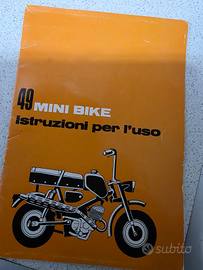 49 MINI BIKE
istruzioni per l'uso
subito